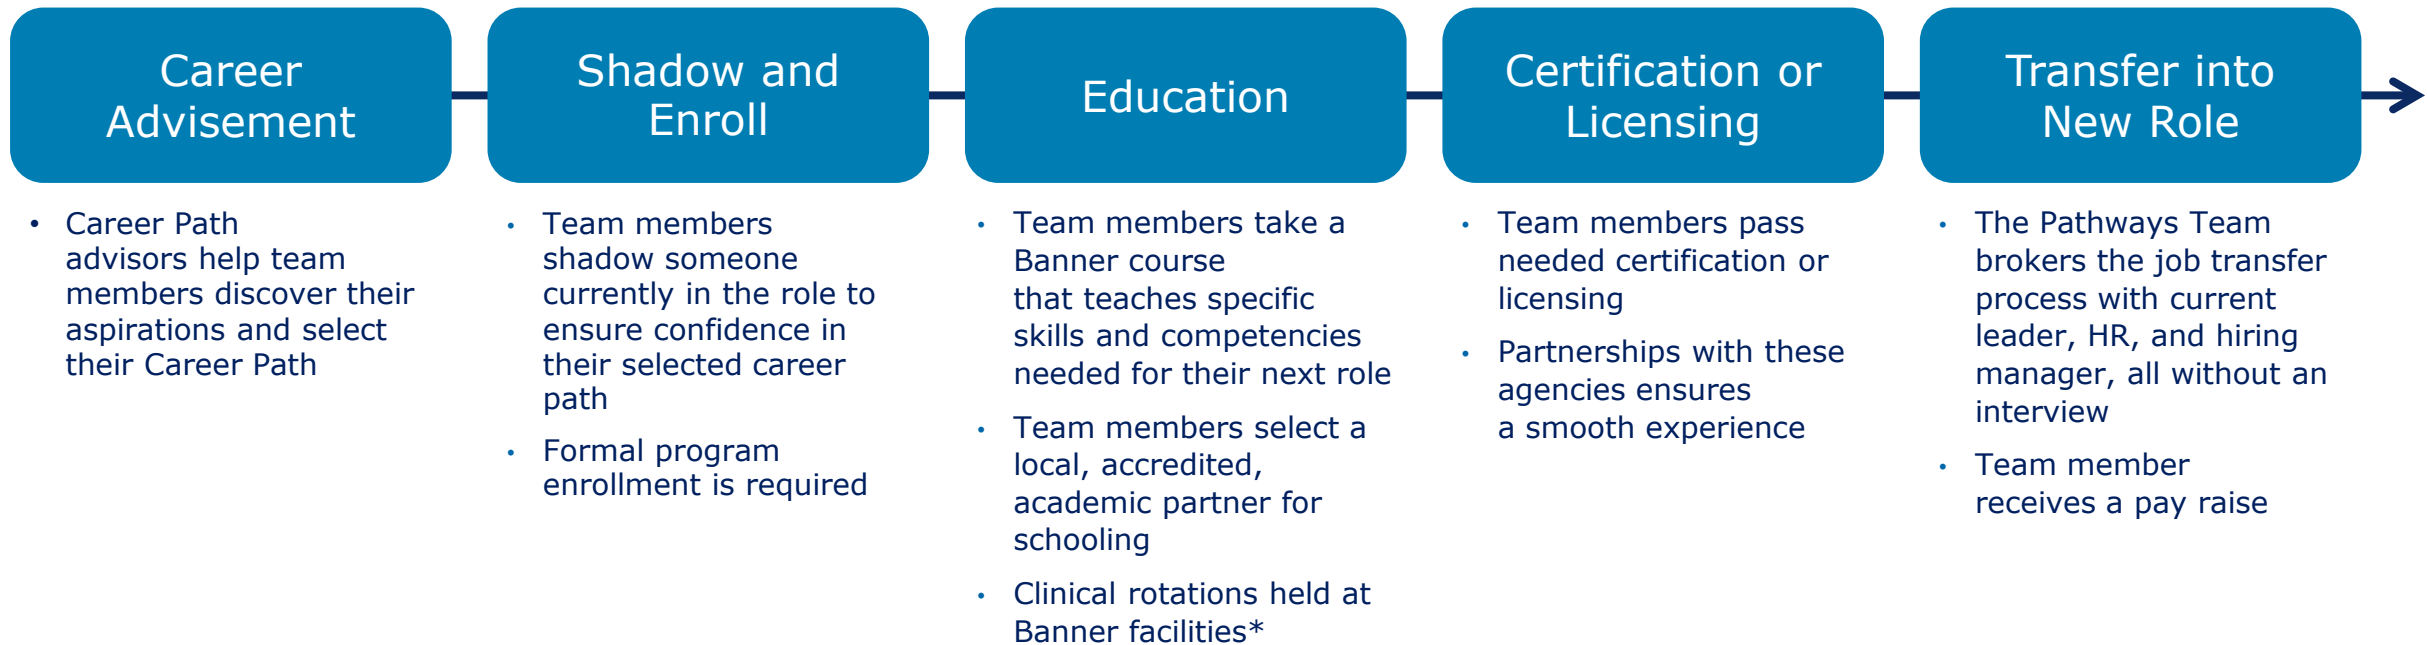 Career
Advisement
Shadow and
Enroll
Education
Certification or
Licensing
Transfer into
New Role
• Career Path
advisors help team
members discover their
aspirations and select
their Career Path
• Team members
shadow someone
currently in the role to
ensure confidence in
their selected career
path
• Formal program
enrollment is required
• Team members take a
Banner course
that teaches specific
skills and competencies
needed for their next role
• Team members select a
local, accredited,
academic partner for
schooling
• Clinical rotations held at
Banner facilities*
• Team members pass
needed certification or
licensing
• Partnerships with these
agencies ensures
a smooth experience
• The Pathways Team
brokers the job transfer
process with current
leader, HR, and hiring
manager, all without an
interview
• Team member
receives a pay raise